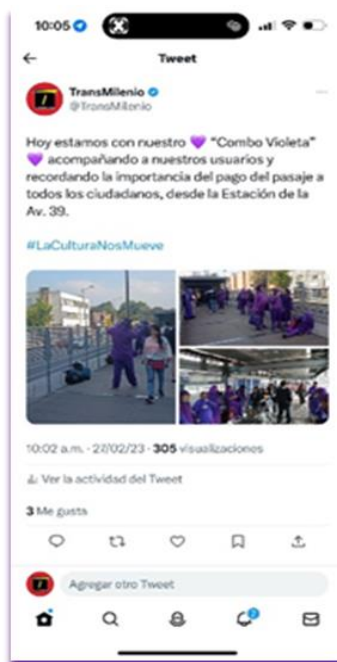 10:05
Tweet
TransMilenio
@TransMilenio
Hoy estamos con nuestro 💜 “Combo Violeta”
💜 acompañando a nuestros usuarios y
recordando la importancia del pago del pasaje a
todos los ciudadanos, desde la Estación de la
Av. 39.
#LaCulturaNosMueve
10:02 a.m. · 27/02/23 · 305 visualizaciones
Ver la actividad del Tweet
3 Me gusta
Agregar otro Tweet